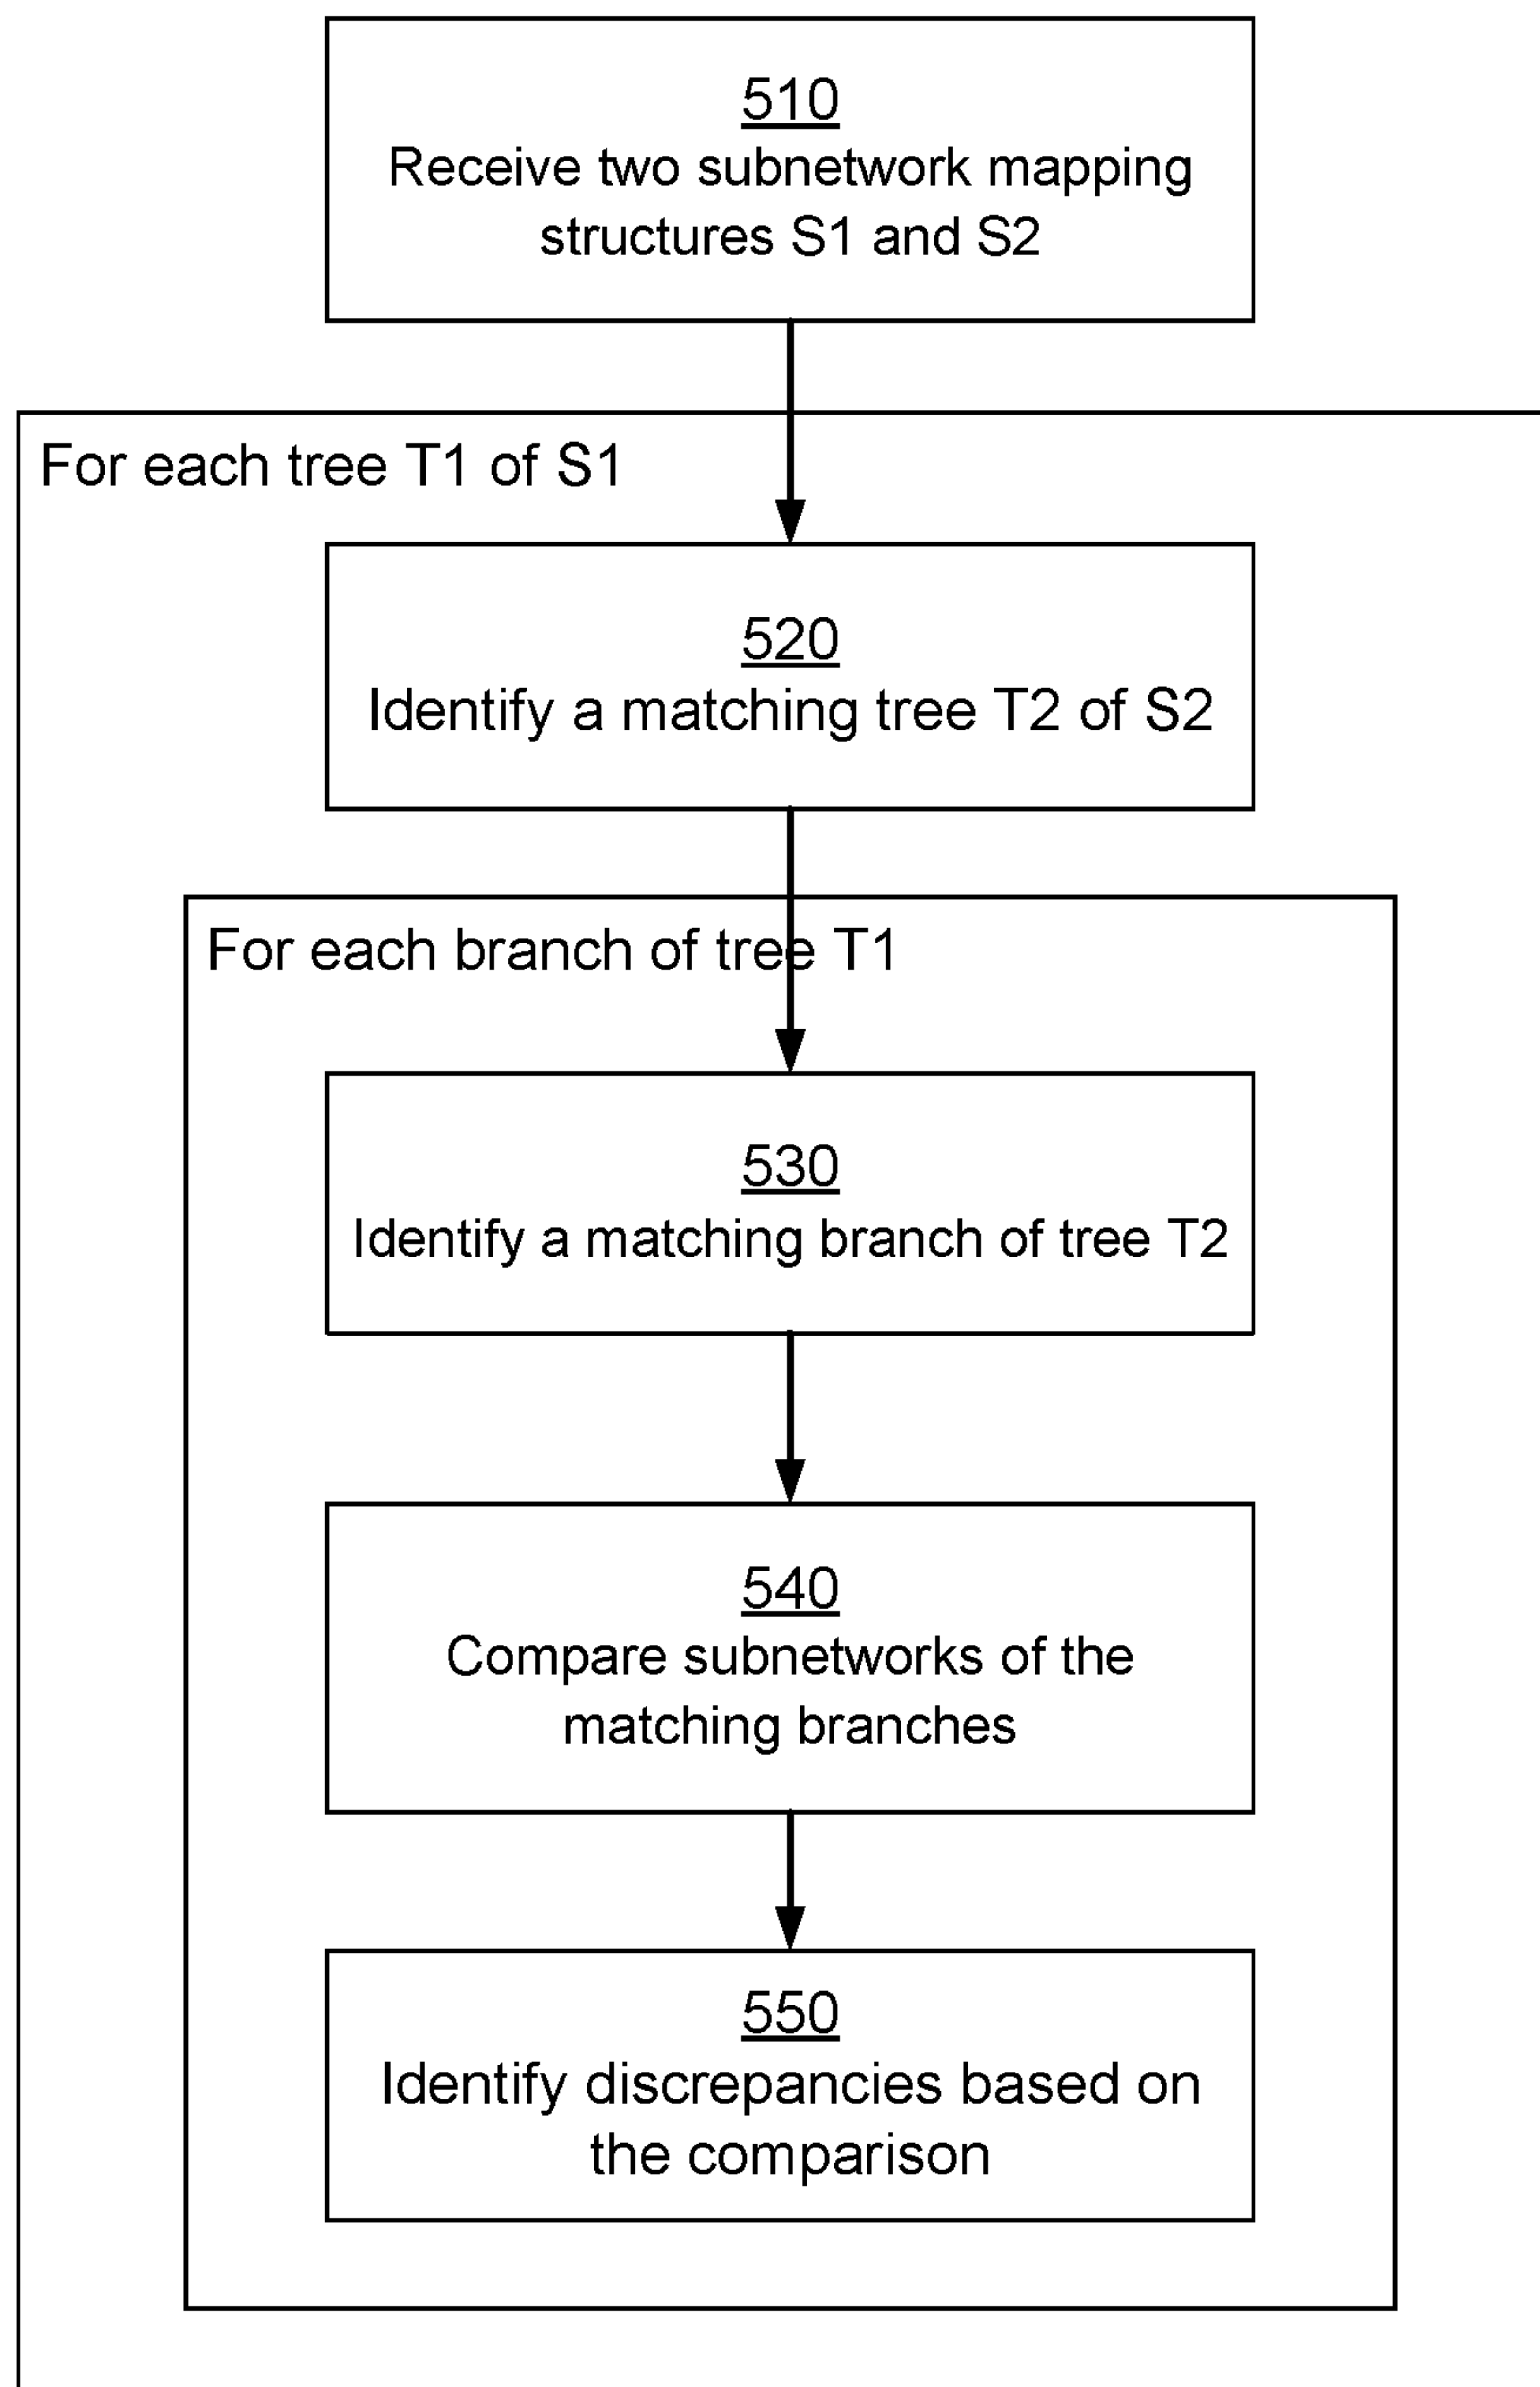 510
Receive two subnetwork mapping
structures S1 and S2
For each tree T1 of S1
520
Identify a matching tree T2 of S2
For each branch of tree T1
530
Identify a matching branch of tree T2
540
Compare subnetworks of the
matching branches
550
Identify discrepancies based on
the comparison